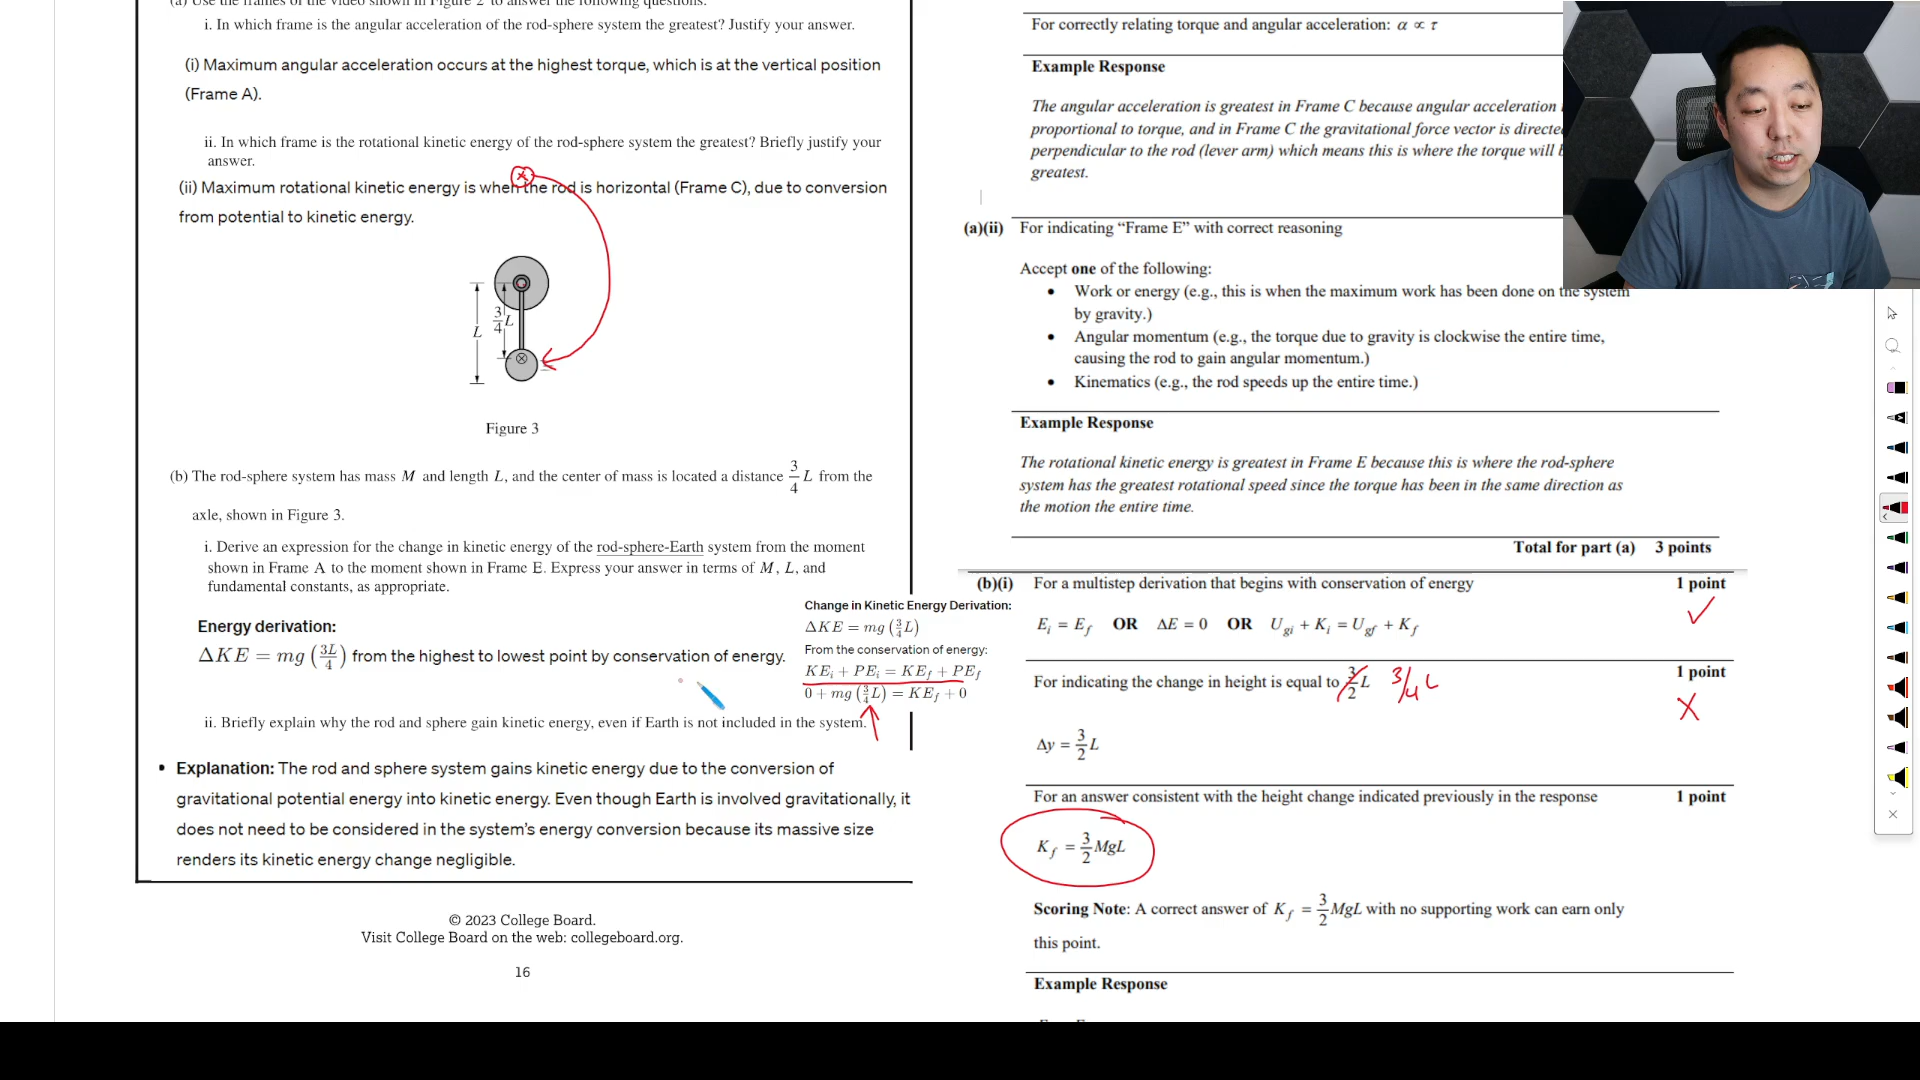 (a) Use the frames of the video shown in Figure 2 to answer the following questions.
i. In which frame is the angular acceleration of the rod-sphere system the greatest? Justify your answer.
(i) Maximum angular acceleration occurs at the highest torque, which is at the vertical position
(Frame A).
ii. In which frame is the rotational kinetic energy of the rod-sphere system the greatest? Briefly justify your
answer.
(ii) Maximum rotational kinetic energy is when the rod is horizontal (Frame C), due to conversion
from potential to kinetic energy.
L
3/4 L
Figure 3
(b) The rod-sphere system has mass M and length L, and the center of mass is located a distance 3/4 L from the
axle, shown in Figure 3.
i. Derive an expression for the change in kinetic energy of the rod-sphere-Earth system from the moment
shown in Frame A to the moment shown in Frame E. Express your answer in terms of M, L, and
fundamental constants, as appropriate.
Energy derivation:
ΔKE = mg (3L/4) from the highest to lowest point by conservation of energy.
Change in Kinetic Energy Derivation:
ΔKE = mg (3/4 L)
From the conservation of energy:
KEi + PEi = KEf + PEf
0 + mg (3/4 L) = KEf + 0
ii. Briefly explain why the rod and sphere gain kinetic energy, even if Earth is not included in the system.
• Explanation: The rod and sphere system gains kinetic energy due to the conversion of
gravitational potential energy into kinetic energy. Even though Earth is involved gravitationally, it
does not need to be considered in the system's energy conversion because its massive size
renders its kinetic energy change negligible.
© 2023 College Board.
Visit College Board on the web: collegeboard.org.
16
For correctly relating torque and angular acceleration: α ∝ τ
Example Response
The angular acceleration is greatest in Frame C because angular acceleration
proportional to torque, and in Frame C the gravitational force vector is directe
perpendicular to the rod (lever arm) which means this is where the torque will
greatest.
(a)(ii) For indicating “Frame E” with correct reasoning
Accept one of the following:
• Work or energy (e.g., this is when the maximum work has been done on the system
by gravity.)
• Angular momentum (e.g., the torque due to gravity is clockwise the entire time,
causing the rod to gain angular momentum.)
• Kinematics (e.g., the rod speeds up the entire time.)
Example Response
The rotational kinetic energy is greatest in Frame E because this is where the rod-sphere
system has the greatest rotational speed since the torque has been in the same direction as
the motion the entire time.
Total for part (a) 3 points
(b)(i) For a multistep derivation that begins with conservation of energy 1 point
Ei = Ef OR ΔE = 0 OR Ugi + Ki = Ugf + Kf
For indicating the change in height is equal to 3/2 L 3/4 L 1 point
Δy = 3/2 L
For an answer consistent with the height change indicated previously in the response 1 point
Kf = 3/2 MgL
Scoring Note: A correct answer of Kf = 3/2 MgL with no supporting work can earn only
this point.
Example Response